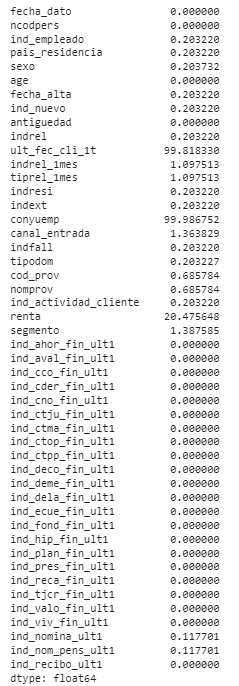 fecha_dato 0.000000
ncodpers 0.000000
ind_empleado 0.203220
pais_residencia 0.203220
sexo 0.203732
age 0.000000
fecha_alta 0.203220
ind_nuevo 0.203220
antiguedad 0.000000
indrel 0.203220
ult_fec_cli_1t 99.818330
indrel_1mes 1.097513
tiprel_1mes 1.097513
indresi 0.203220
indext 0.203220
conyuemp 99.986752
canal_entrada 1.363829
indfall 0.203220
tipodom 0.203227
cod_prov 0.685784
nomprov 0.685784
ind_actividad_cliente 0.203220
renta 20.475648
segmento 1.387585
ind_ahor_fin_ult1 0.000000
ind_aval_fin_ult1 0.000000
ind_cco_fin_ult1 0.000000
ind_cder_fin_ult1 0.000000
ind_cno_fin_ult1 0.000000
ind_ctju_fin_ult1 0.000000
ind_ctma_fin_ult1 0.000000
ind_ctop_fin_ult1 0.000000
ind_ctpp_fin_ult1 0.000000
ind_deco_fin_ult1 0.000000
ind_deme_fin_ult1 0.000000
ind_dela_fin_ult1 0.000000
ind_ecue_fin_ult1 0.000000
ind_fond_fin_ult1 0.000000
ind_hip_fin_ult1 0.000000
ind_plan_fin_ult1 0.000000
ind_pres_fin_ult1 0.000000
ind_reca_fin_ult1 0.000000
ind_tjcr_fin_ult1 0.000000
ind_valo_fin_ult1 0.000000
ind_viv_fin_ult1 0.000000
ind_nomina_ult1 0.117701
ind_nom_pens_ult1 0.117701
ind_recibo_ult1 0.000000
dtype: float64